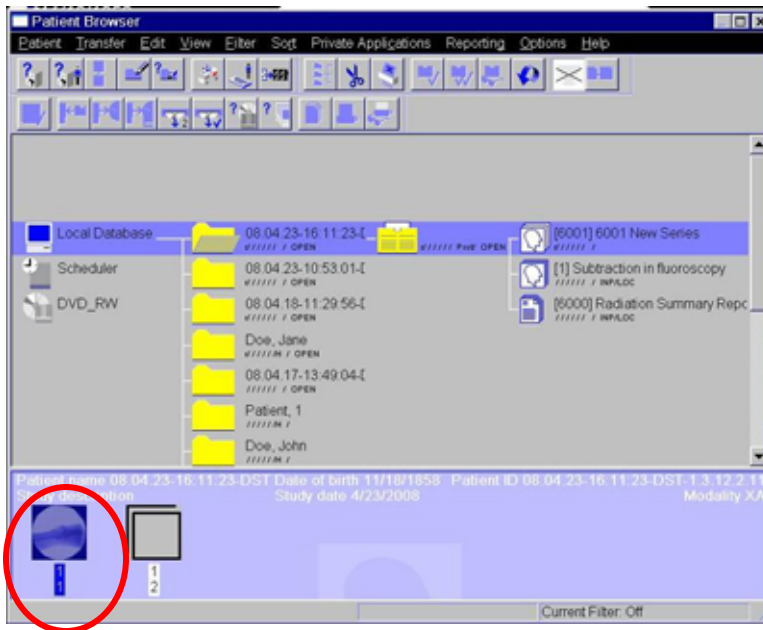 Patient Browser
Patient Transfer Edit View Filter Sort Private Applications Reporting Options Help
Local Database
08.04.23-16:11:23-D
OPEN
OPEN
[6001] 6001 New Series
Scheduler
08.04.23-10:53:01-D
OPEN
[1] Subtraction in fluoroscopy
INP/LOC
DVD_RW
08.04.18-11:29:56-D
OPEN
[6000] Radiation Summary Repo
INP/LOC
Doe, Jane
/M / OPEN
08.04.17-13:49:04-D
OPEN
Patient, 1
/M /
Doe, John
/M /
Patient name 08.04.23-16:11:23-DST Date of birth 11/18/1858 Patient ID 08.04.23-16:11:23-DST-1.3.12.2.11
Study description Study date 4/23/2008 Modality XA
1
1
1
2
Current Filter: Off